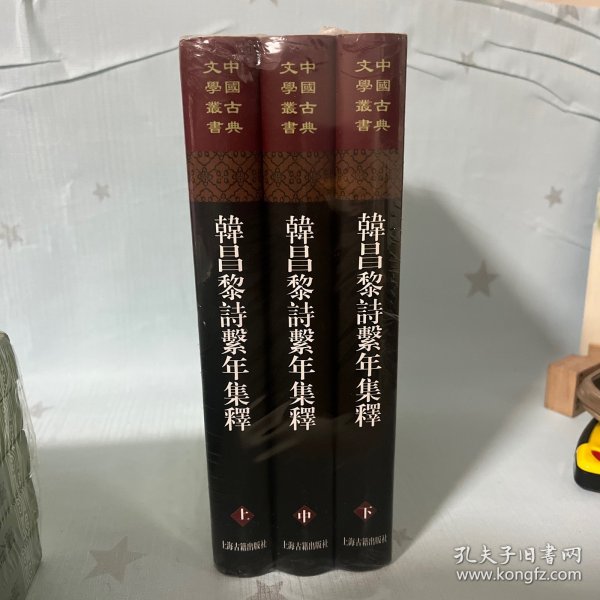 中國古典
文學叢書
韓昌黎詩繫年集釋
上
上海古籍出版社
中國古典
文學叢書
韓昌黎詩繫年集釋
中
上海古籍出版社
中國古典
文學叢書
韓昌黎詩繫年集釋
下
上海古籍出版社
孔夫子旧书网
www.kongfz.com